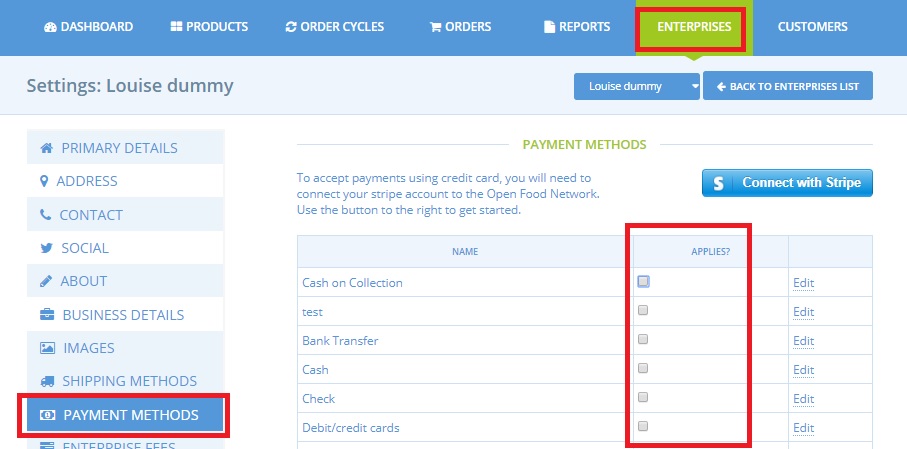 DASHBOARD PRODUCTS ORDER CYCLES ORDERS REPORTS ENTERPRISES CUSTOMERS
Settings: Louise dummy Louise dummy BACK TO ENTERPRISES LIST
PRIMARY DETAILS
ADDRESS
CONTACT
SOCIAL
ABOUT
BUSINESS DETAILS
IMAGES
SHIPPING METHODS
PAYMENT METHODS
ENTERPRISE FEES
PAYMENT METHODS
To accept payments using credit card, you will need to
connect your stripe account to the Open Food Network.
Use the button to the right to get started.
S Connect with Stripe
NAME APPLIES?
Cash on Collection Edit
test Edit
Bank Transfer Edit
Cash Edit
Check Edit
Debit/credit cards Edit